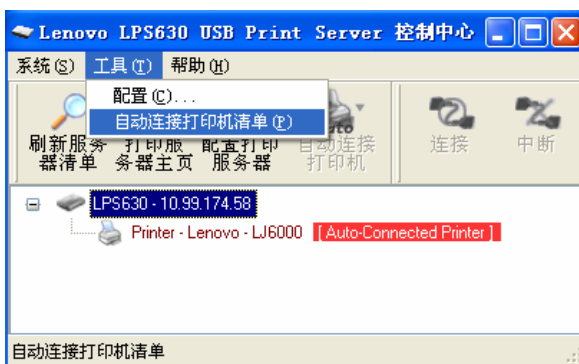 Lenovo LPS630 USB Print Server 控制中心
系统(S) 工具(T) 帮助(H)
配置(C)...
自动连接打印机清单(P)
刷新服务器清单
打印服务器主页
配置打印服务器
自动连接打印机
连接
中断
LPS630 - 10.99.174.58
Printer - Lenovo - LJ6000 [ Auto-Connected Printer ]
自动连接打印机清单